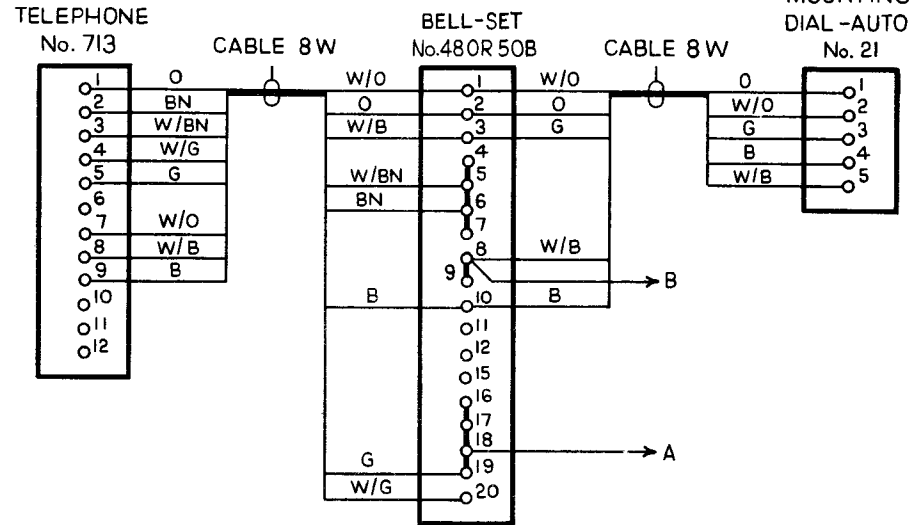 TELEPHONE
No. 713
CABLE 8W
BELL-SET
No.480R 50B
CABLE 8W
DIAL-AUTO
No. 21
1 O
2 BN
3 W/BN
4 W/G
5 G
6
7 W/O
8 W/B
9 B
10
11
12
W/O 1 W/O
O 2 O
W/B 3 G
4
W/BN 5
BN 6
7
8 W/B
9 B
B 10 B
11
12
15
16
17
18 A
G 19
W/G 20
O 1
W/O 2
G 3
B 4
W/B 5